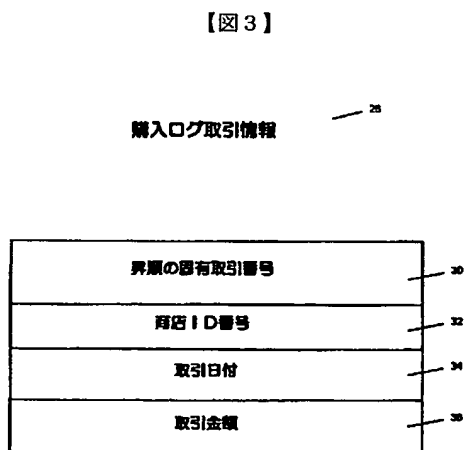 【図3】
購入ログ取引情報
28
昇順の固有取引番号
30
商店ID番号
32
取引日付
34
取引金額
36